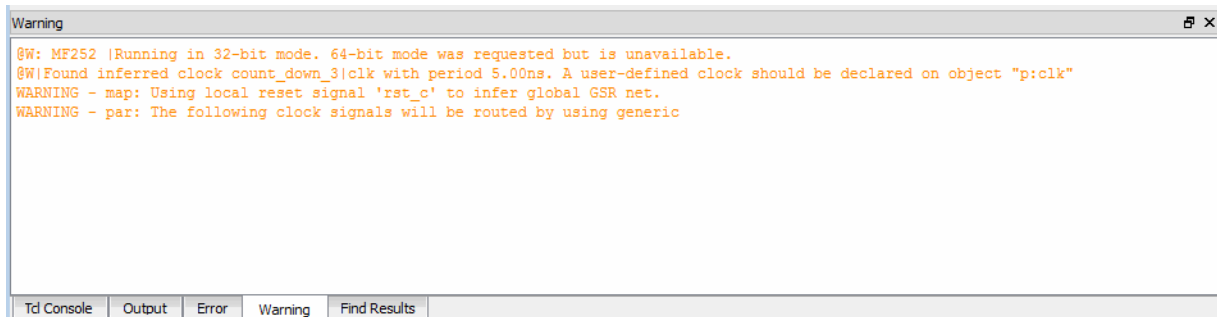 Warning
@W: MF252 |Running in 32-bit mode. 64-bit mode was requested but is unavailable.
@W|Found inferred clock count_down_3|clk with period 5.00ns. A user-defined clock should be declared on object "p:clk"
WARNING - map: Using local reset signal 'rst_c' to infer global GSR net.
WARNING - par: The following clock signals will be routed by using generic
Tcl Console Output Error Warning Find Results